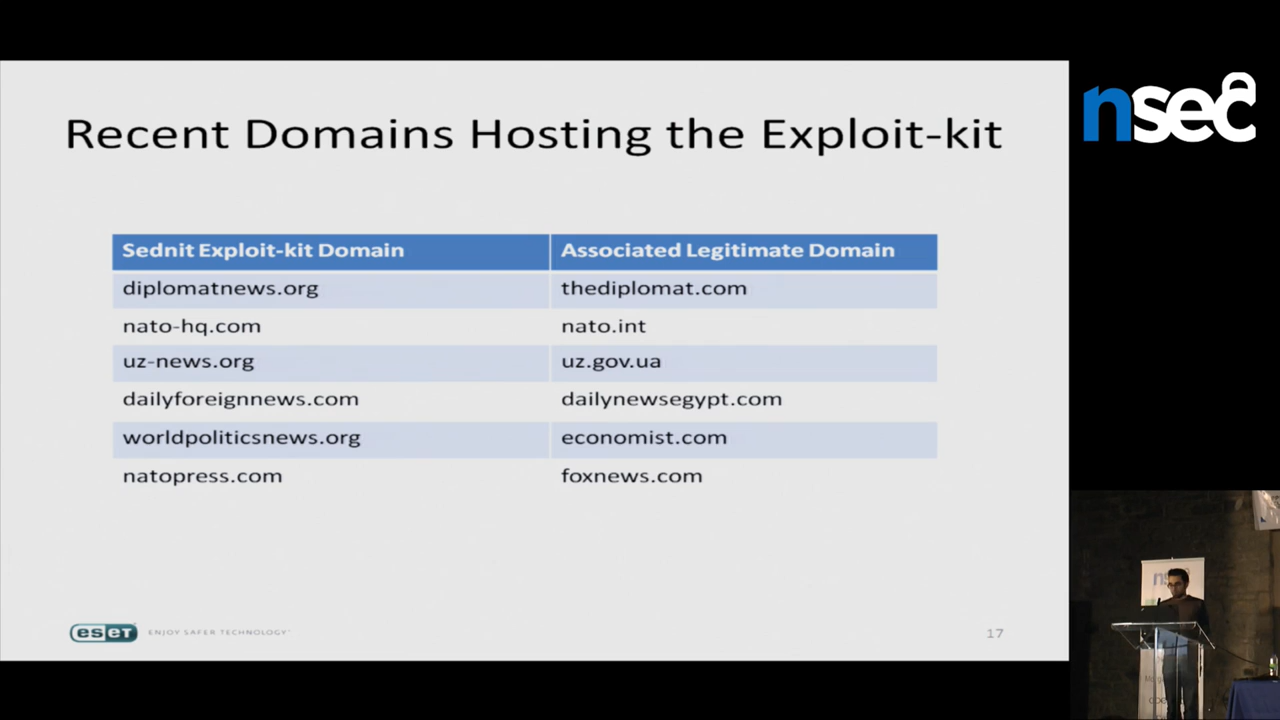 Recent Domains Hosting the Exploit-kit
Sednit Exploit-kit Domain Associated Legitimate Domain
diplomatnews.org thediplomat.com
nato-hq.com nato.int
uz-news.org uz.gov.ua
dailyforeignnews.com dailynewsegypt.com
worldpoliticsnews.org economist.com
natopress.com foxnews.com
eseT ENJOY SAFER TECHNOLOGY
17
nsec